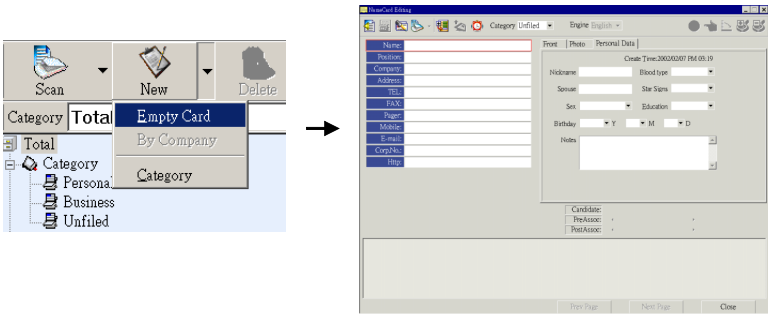 Scan
New
Delete
Category Total
Empty Card
By Company
Category
Total
Category
Personal
Business
Unfiled
NameCard Editing
Category Unfiled
Engine English
Name:
Position:
Company:
Address:
TEL:
FAX:
Pager:
Mobile:
E-mail:
Corp.No.:
Http:
Front Photo Personal Data
Create Time:2002/02/07 PM 03:19
Nickname Blood type
Spouse Star Signs
Sex Education
Birthday Y M D
Notes
Candidate:
PreAssoc:
PostAssoc:
Prev Page Next Page Close